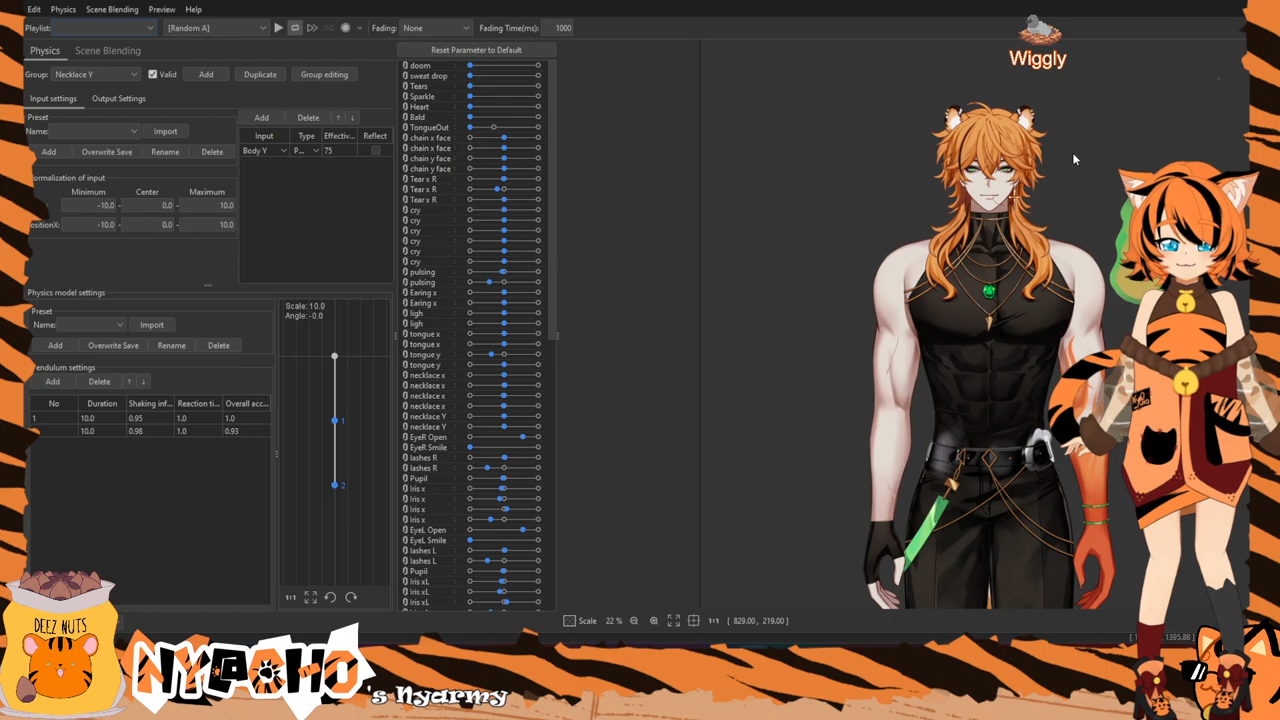 Edit Physics Scene Blending Preview Help
Playlist: [Random A] Fading: None Fading Time(ms): 1000
Physics Scene Blending
Group: Necklace Y Valid Add Duplicate Group editing
Input settings Output Settings
Preset
Name: Import
Add Overwrite Save Rename Delete
Add Delete ↑ ↓
Input Type Effectiv... Reflect
Body Y P... 75
ormalization of input
Minimum Center Maximum
-10.0 - 0.0 - 10.0
ositionX: -10.0 - 0.0 - 10.0
Physics model settings
Preset
Name: Import
Add Overwrite Save Rename Delete
endulum settings
Add Delete ↑ ↓
No Duration Shaking inf... Reaction ti... Overall acc...
1 10.0 0.95 1.0 1.0
10.0 0.98 1.0 0.93
Scale: 10.0
Angle: -0.0
1
2
1:1
Reset Parameter to Default
doom
sweat drop
Tears
Sparkle
Heart
Bald
TongueOut
chain x face
chain x face
chain y face
chain y face
Tear x R
Tear x R
Tear x R
cry
cry
cry
cry
cry
cry
pulsing
pulsing
Earing x
Earing x
ligh
ligh
tongue x
tongue x
tongue y
tongue y
necklace x
necklace x
necklace x
necklace x
necklace Y
necklace Y
EyeR Open
EyeR Smile
lashes R
lashes R
Pupil
Iris x
Iris x
Iris x
Iris x
EyeL Open
EyeL Smile
lashes L
lashes L
Pupil
Iris xL
Iris xL
Iris xL
Scale 22 % 1:1 [ 829.00, 219.00 ]
1395.88 ]
Wiggly
DEEZ NUTS
NYACHO
's Nyarmy